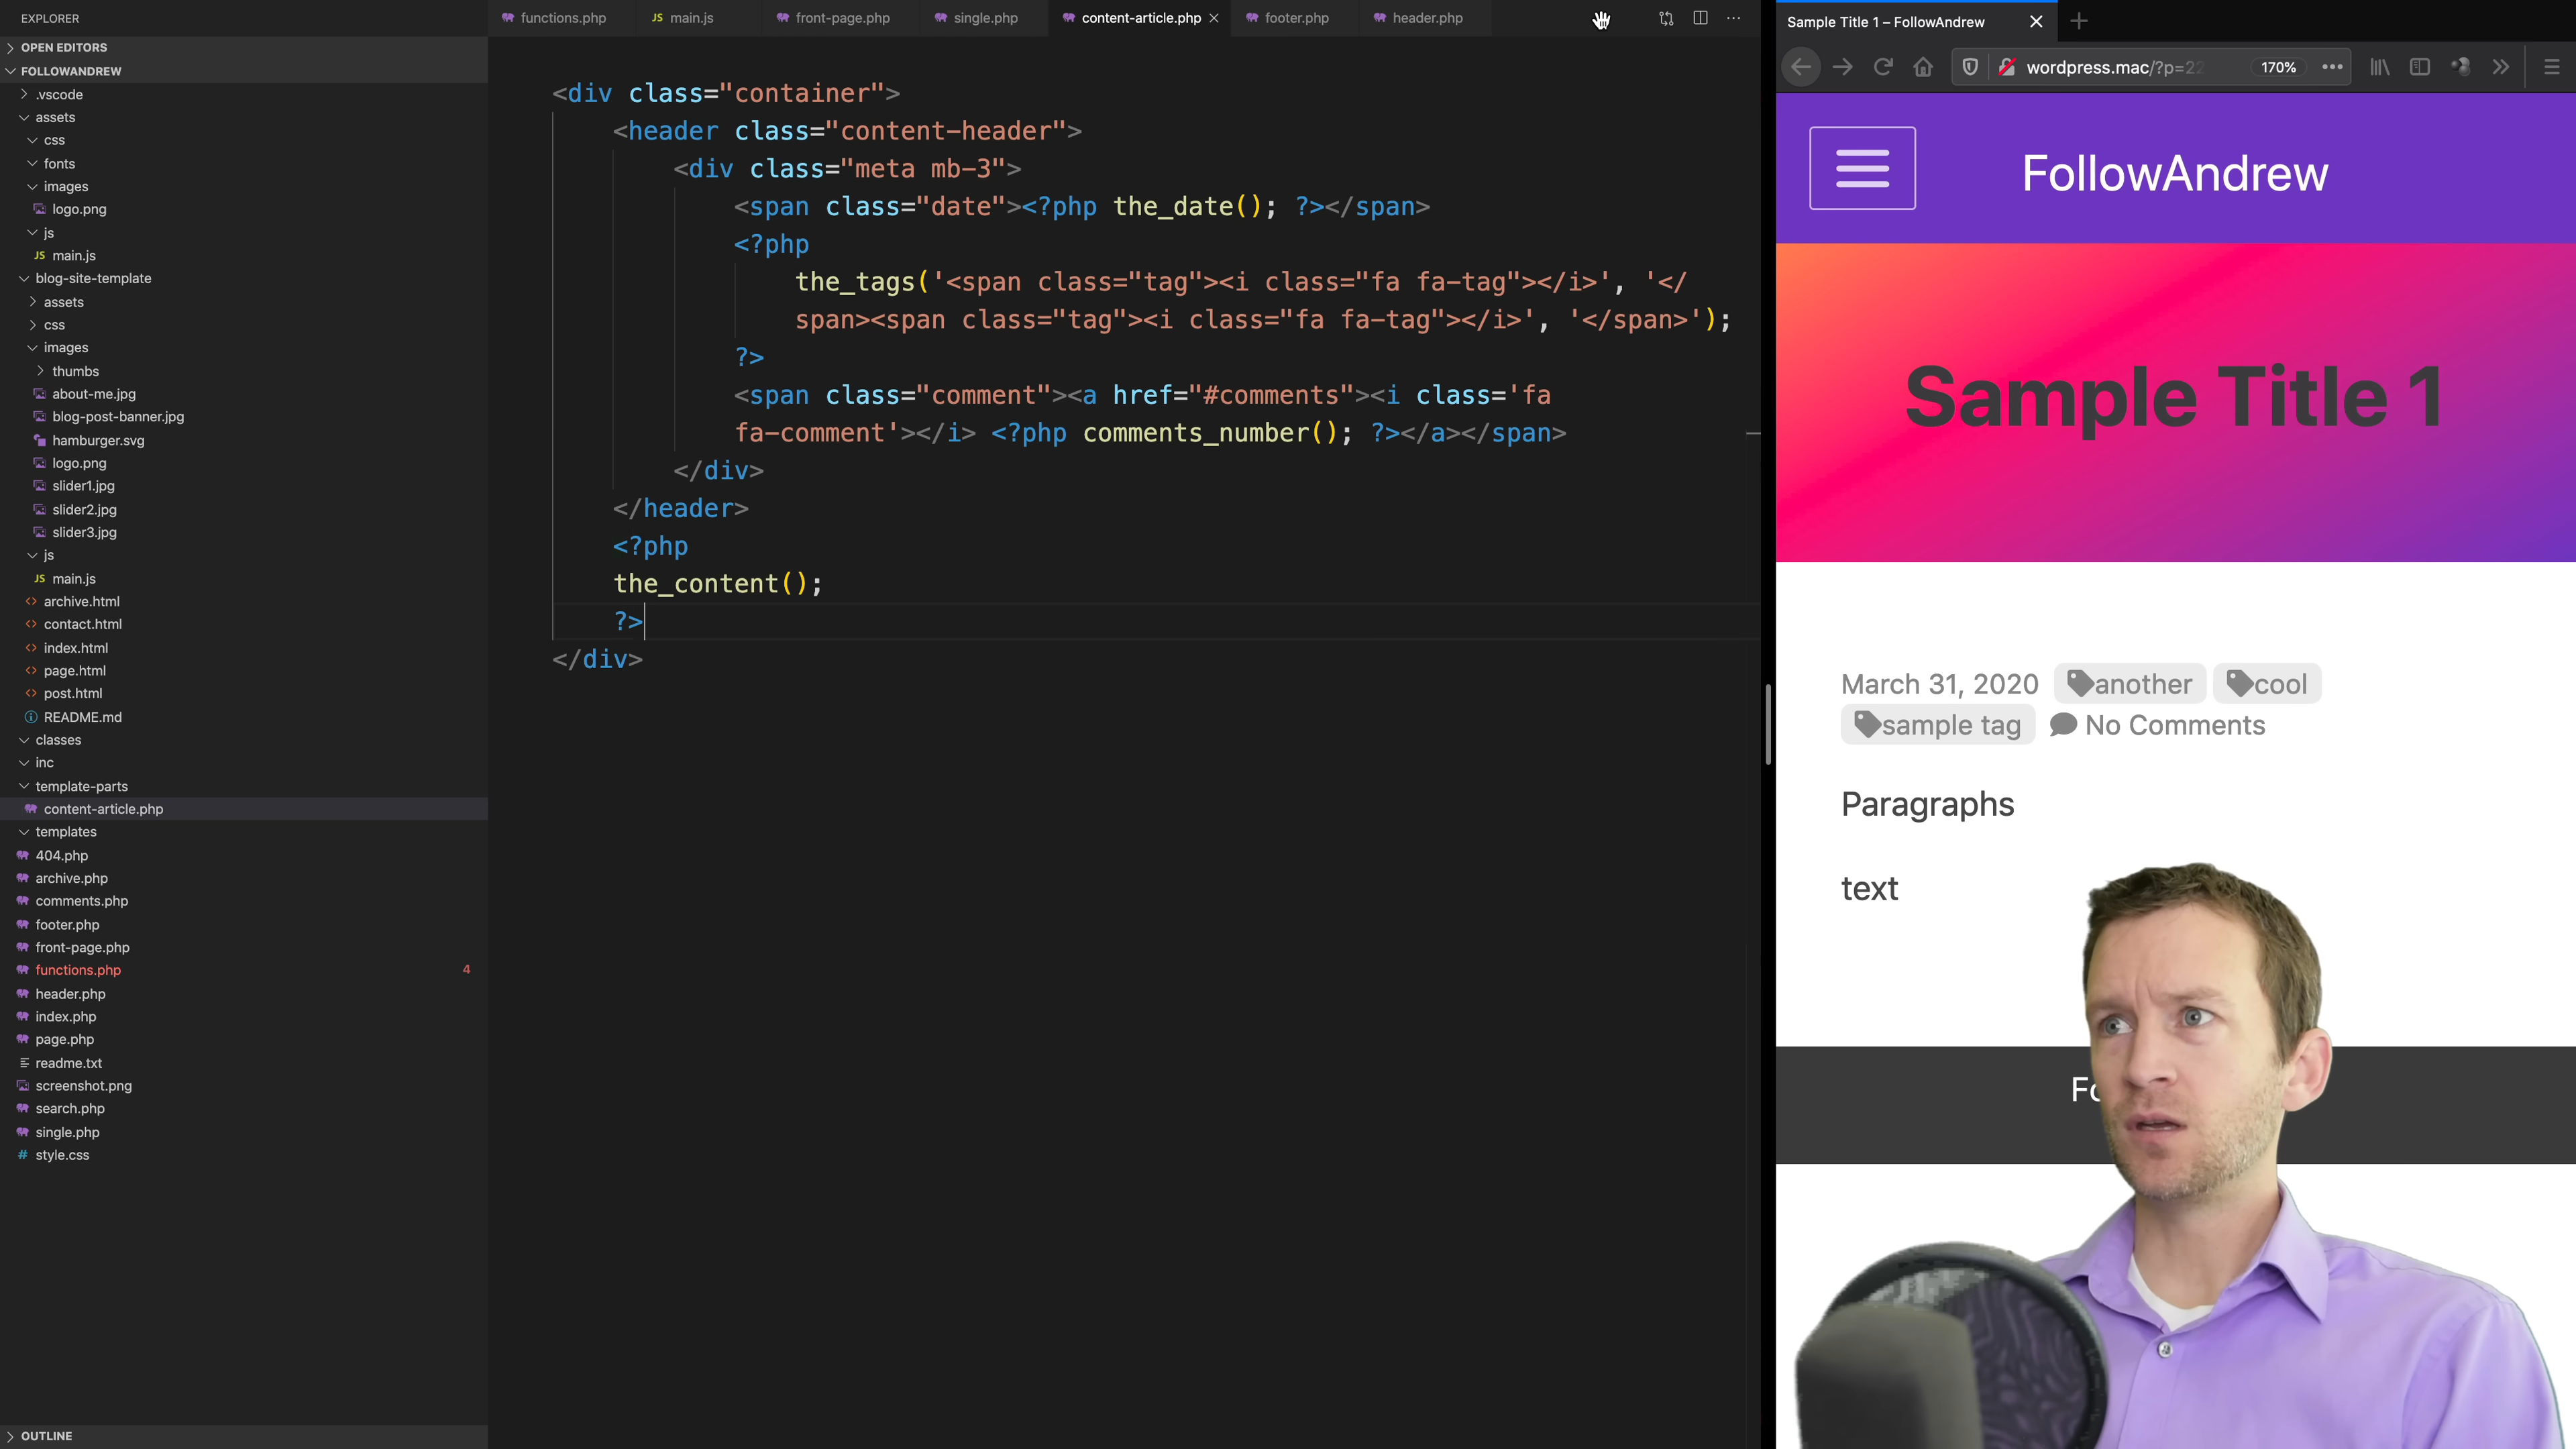 EXPLORER
OPEN EDITORS
FOLLOWANDREW
.vscode
assets
css
fonts
images
logo.png
js
JS main.js
blog-site-template
assets
css
images
thumbs
about-me.jpg
blog-post-banner.jpg
hamburger.svg
logo.png
slider1.jpg
slider2.jpg
slider3.jpg
js
JS main.js
<> archive.html
<> contact.html
<> index.html
<> page.html
<> post.html
README.md
classes
inc
template-parts
content-article.php
templates
404.php
archive.php
comments.php
footer.php
front-page.php
functions.php 4
header.php
index.php
page.php
readme.txt
screenshot.png
search.php
single.php
# style.css
OUTLINE
functions.php JS main.js front-page.php single.php content-article.php footer.php header.php
<div class="container">
<header class="content-header">
<div class="meta mb-3">
<span class="date"><?php the_date(); ?></span>
<?php
the_tags('<span class="tag"><i class="fa fa-tag"></i>', '</
span><span class="tag"><i class="fa fa-tag"></i>', '</span>');
?>
<span class="comment"><a href="#comments"><i class='fa
fa-comment'></i> <?php comments_number(); ?></a></span>
</div>
</header>
<?php
the_content();
?>
</div>
Sample Title 1 – FollowAndrew
wordpress.mac/?p=22 170%
FollowAndrew
Sample Title 1
March 31, 2020 another cool
sample tag No Comments
Paragraphs
text